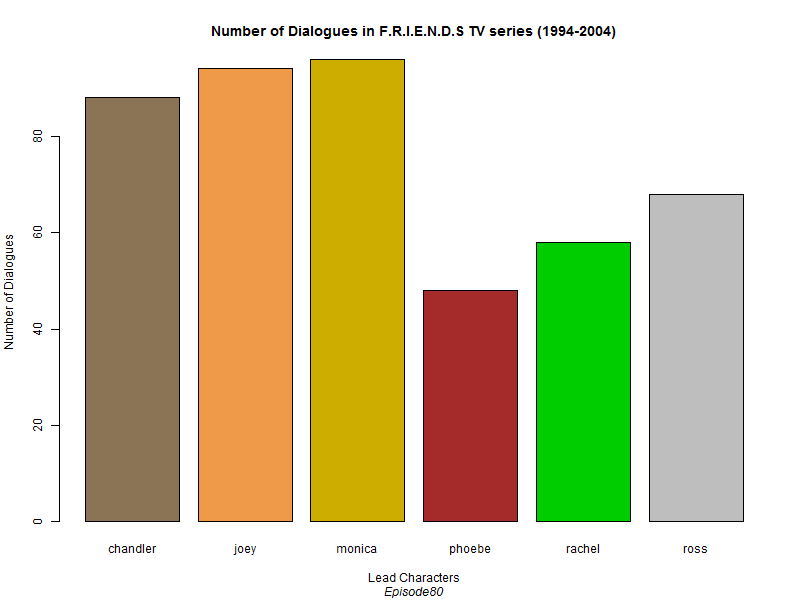 Number of Dialogues in F.R.I.E.N.D.S TV series (1994-2004)
Number of Dialogues
80
60
40
20
0
chandler joey monica phoebe rachel ross
Lead Characters
Episode80